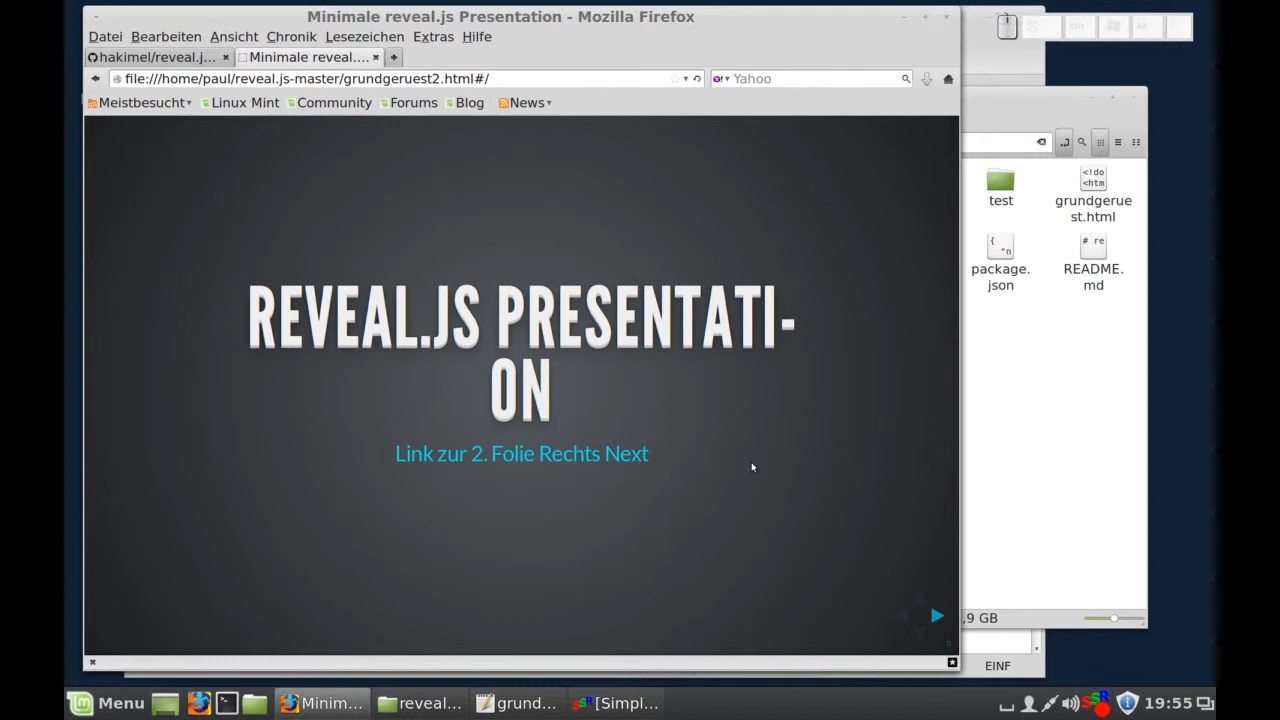 Minimale reveal.js Presentation - Mozilla Firefox
Datei Bearbeiten Ansicht Chronik Lesezeichen Extras Hilfe
hakimel/reveal.j... Minimale reveal....
file:///home/paul/reveal.js-master/grundgeruest2.html#/ Yahoo
Meistbesucht Linux Mint Community Forums Blog News
REVEAL.JS PRESENTATI-
ON
Link zur 2. Folie Rechts Next
<!do
<htm
test
grundgerue
st.html
{
"n
# re
package.
json
README.
md
,9 GB
EINF
Menu Minim... reveal... grund... [Simpl... 19:55